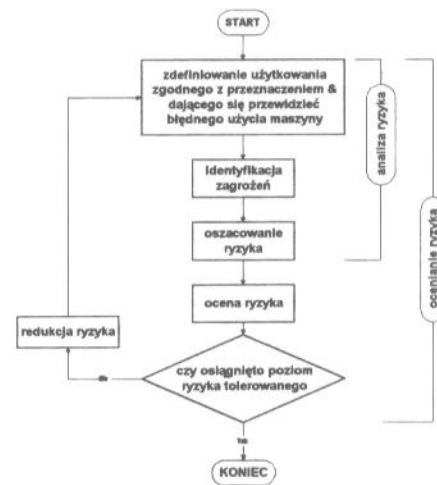 START
zdefiniowanie użytkowania
zgodnego z przeznaczeniem &
dającego się przewidzieć
błędnego użycia maszyny
identyfikacja
zagrożeń
oszacowanie
ryzyka
analiza ryzyka
ocena ryzyka
ocenianie ryzyka
redukcja ryzyka
czy osiągnięto poziom
ryzyka tolerowanego
KONIEC